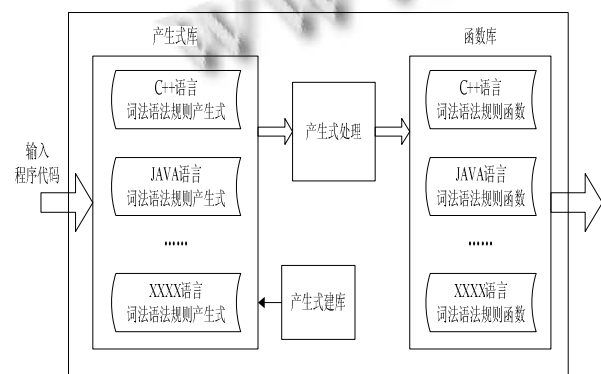 产生式库
函数库
C++语言
词法语法规则产生式
产生式处理
C++语言
词法语法规则函数
输入
程序代码
JAVA语言
词法语法规则产生式
JAVA语言
词法语法规则函数
......
......
XXXX语言
词法语法规则产生式
产生式建库
XXXX语言
词法语法规则函数